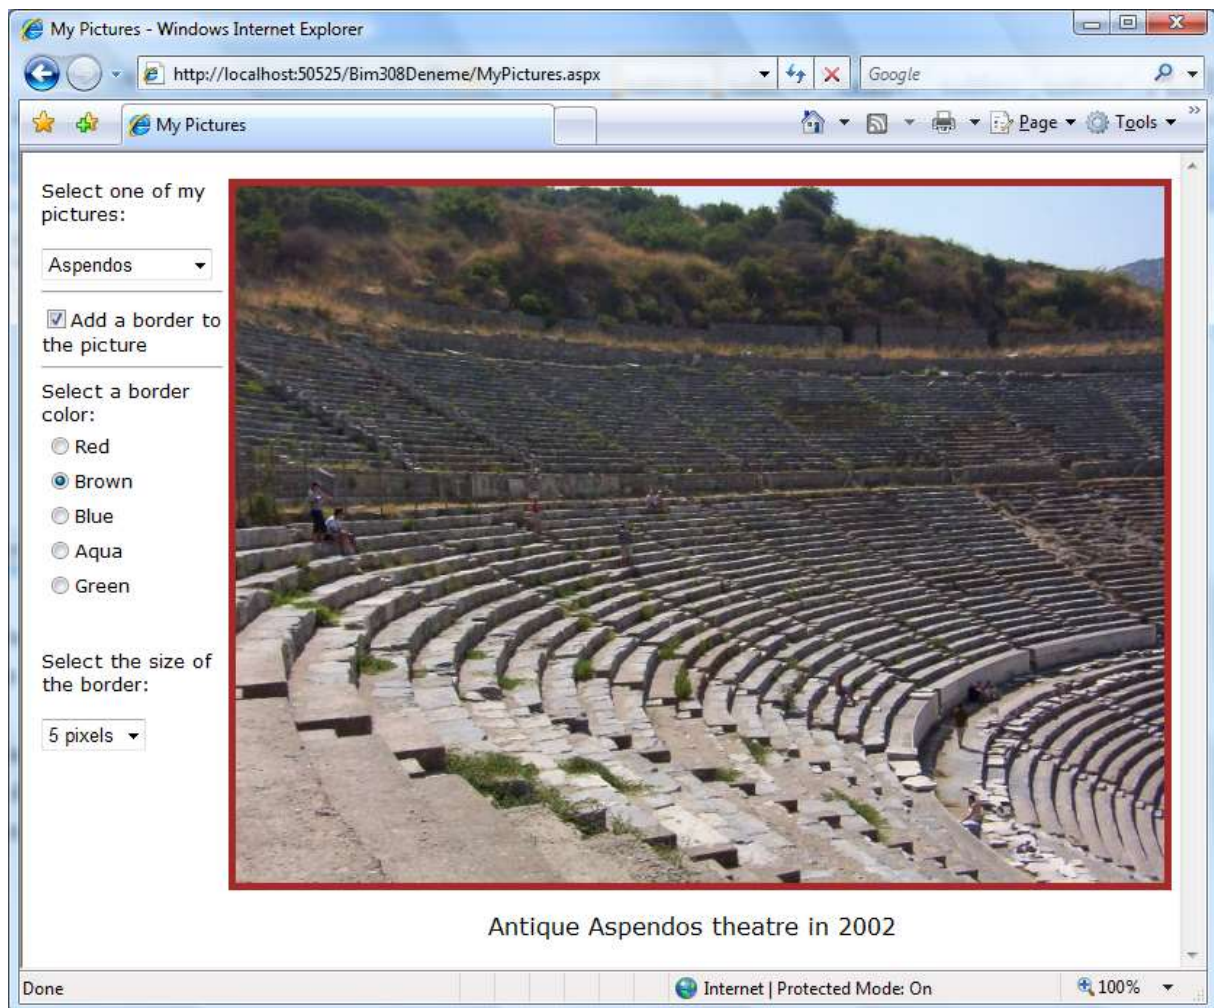 My Pictures - Windows Internet Explorer
http://localhost:50525/Bim308Deneme/MyPictures.aspx
Google
My Pictures
Page
Tools
Select one of my
pictures:
Aspendos
Add a border to
the picture
Select a border
color:
Red
Brown
Blue
Aqua
Green
Select the size of
the border:
5 pixels
Antique Aspendos theatre in 2002
Done
Internet | Protected Mode: On
100%